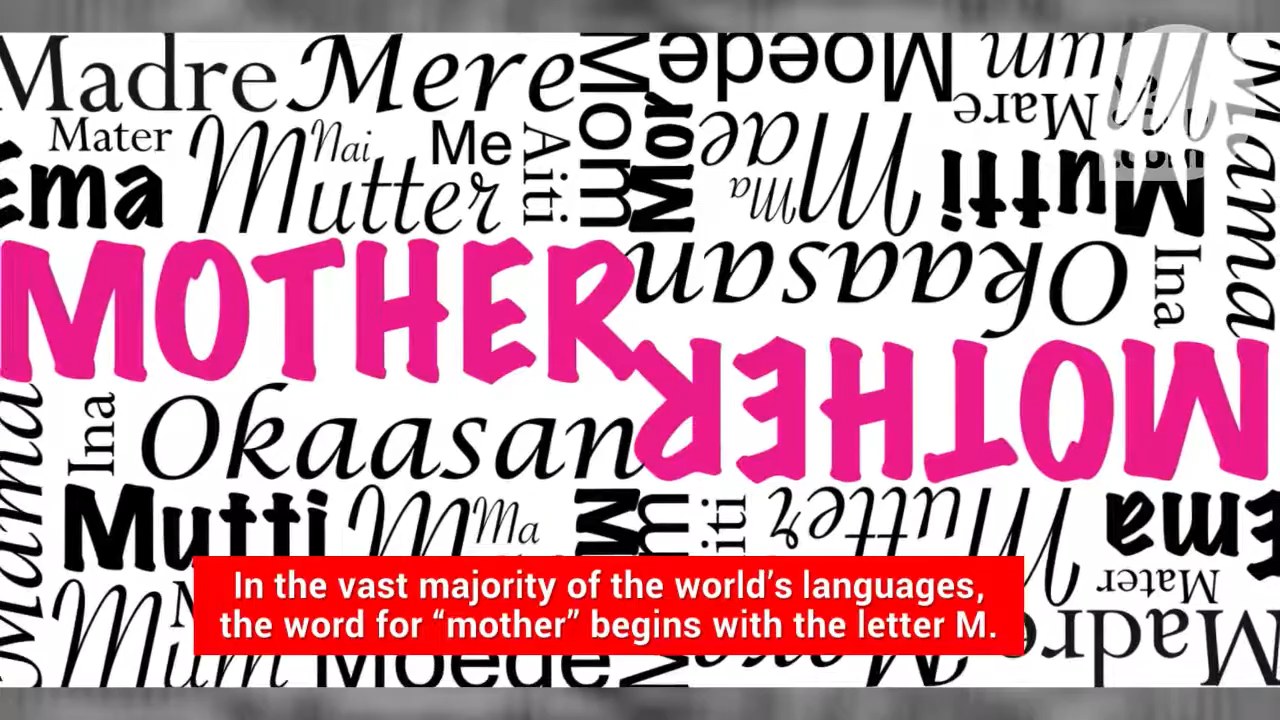 Madre Mere Mom Moede Mum Mama
Mater Nai Me Aiti Mor Mae Mare
Ema Mutter Ma Mutti
MOTHER Okaasan Ina
Mama Ina Okaasan MOTHER
Mutti Ma Mutter Ema
Mater
Mum Moede Madre
In the vast majority of the world's languages,
the word for “mother” begins with the letter M.